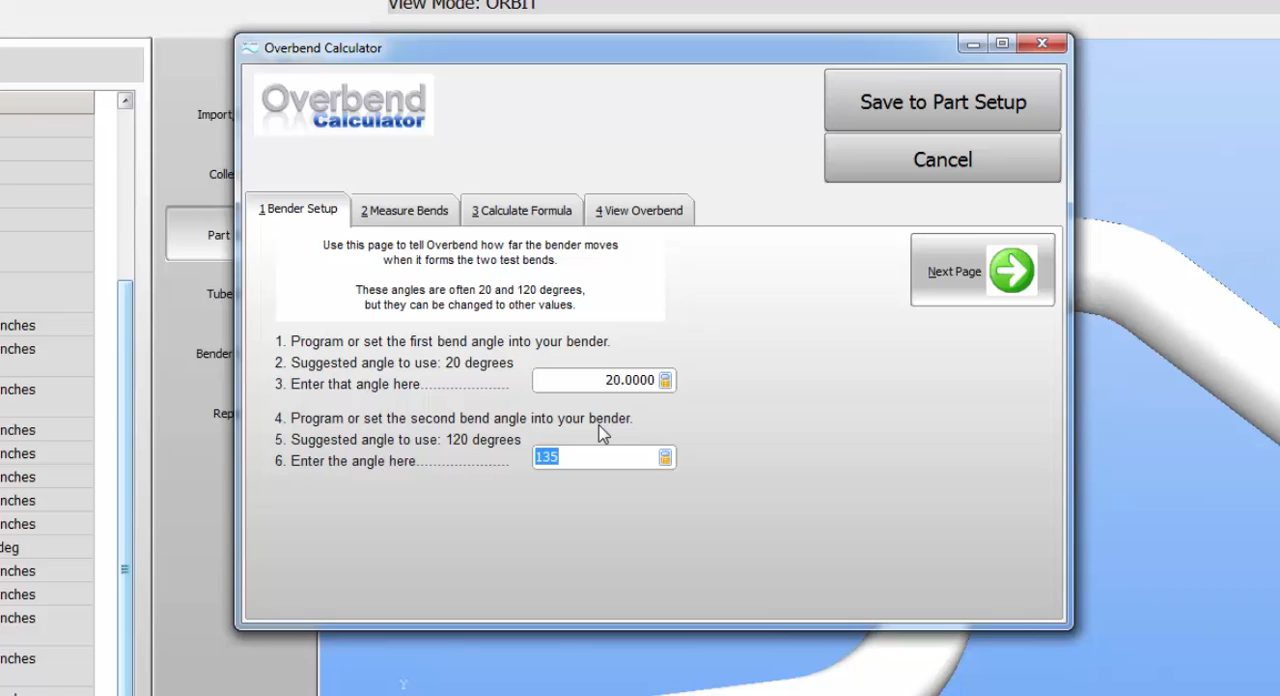 View Mode: ORBIT
Overbend Calculator
Overbend
Calculator
Save to Part Setup
Cancel
1 Bender Setup
2 Measure Bends
3 Calculate Formula
4 View Overbend
Use this page to tell Overbend how far the bender moves
when it forms the two test bends.
These angles are often 20 and 120 degrees,
but they can be changed to other values.
Next Page
1. Program or set the first bend angle into your bender.
2. Suggested angle to use: 20 degrees
3. Enter that angle here......................
20.0000
4. Program or set the second bend angle into your bender.
5. Suggested angle to use: 120 degrees
6. Enter the angle here.......................
135
Import,
Colle
Part
Tube
Bender
Rep
nches
nches
nches
nches
nches
nches
nches
nches
deg
nches
nches
nches
nches
Y